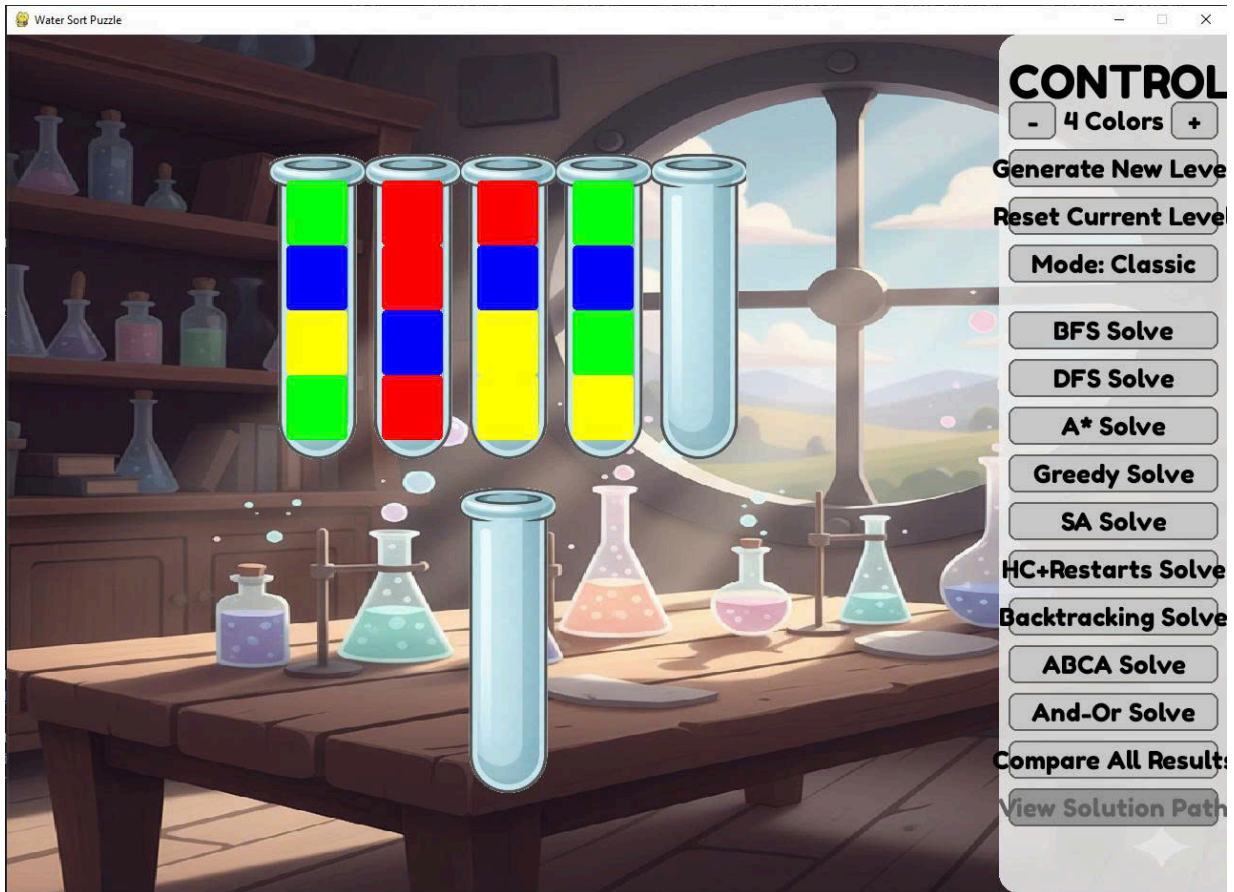 Water Sort Puzzle
CONTROL
- 4 Colors +
Generate New Leve
Reset Current Level
Mode: Classic
BFS Solve
DFS Solve
A* Solve
Greedy Solve
SA Solve
HC+Restarts Solve
Backtracking Solve
ABCA Solve
And-Or Solve
Compare All Results
View Solution Path